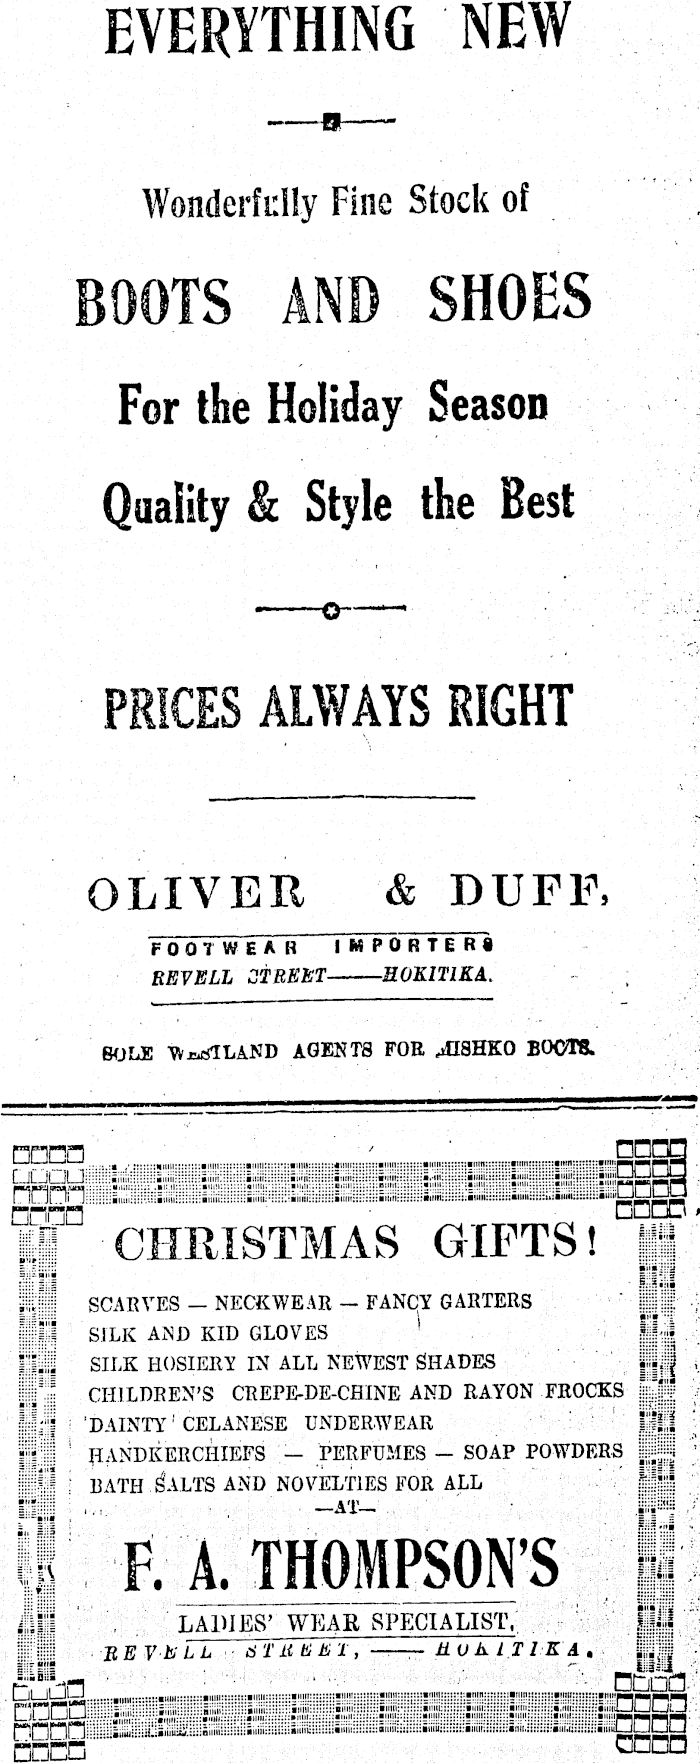 EVERYTHING NEW
Wonderfully Fine Stock of
BOOTS AND SHOES
For the Holiday Season
Quality & Style the Best
PRICES ALWAYS RIGHT
OLIVER & DUFF,
FOOTWEAR IMPORTERS
REVELL STREET——HOKITIKA.
SOLE WESTLAND AGENTS FOR MISHKO BOOTS.
CHRISTMAS GIFTS!
SCARVES — NECKWEAR — FANCY GARTERS
SILK AND KID GLOVES
SILK HOSIERY IN ALL NEWEST SHADES
CHILDREN'S CREPE-DE-CHINE AND RAYON FROCKS
DAINTY CELANESE UNDERWEAR
HANDKERCHIEFS — PERFUMES — SOAP POWDERS
BATH SALTS AND NOVELTIES FOR ALL
—AT—
F. A. THOMPSON'S
LADIES' WEAR SPECIALIST,
REVELL STREET, —— HOKITIKA.